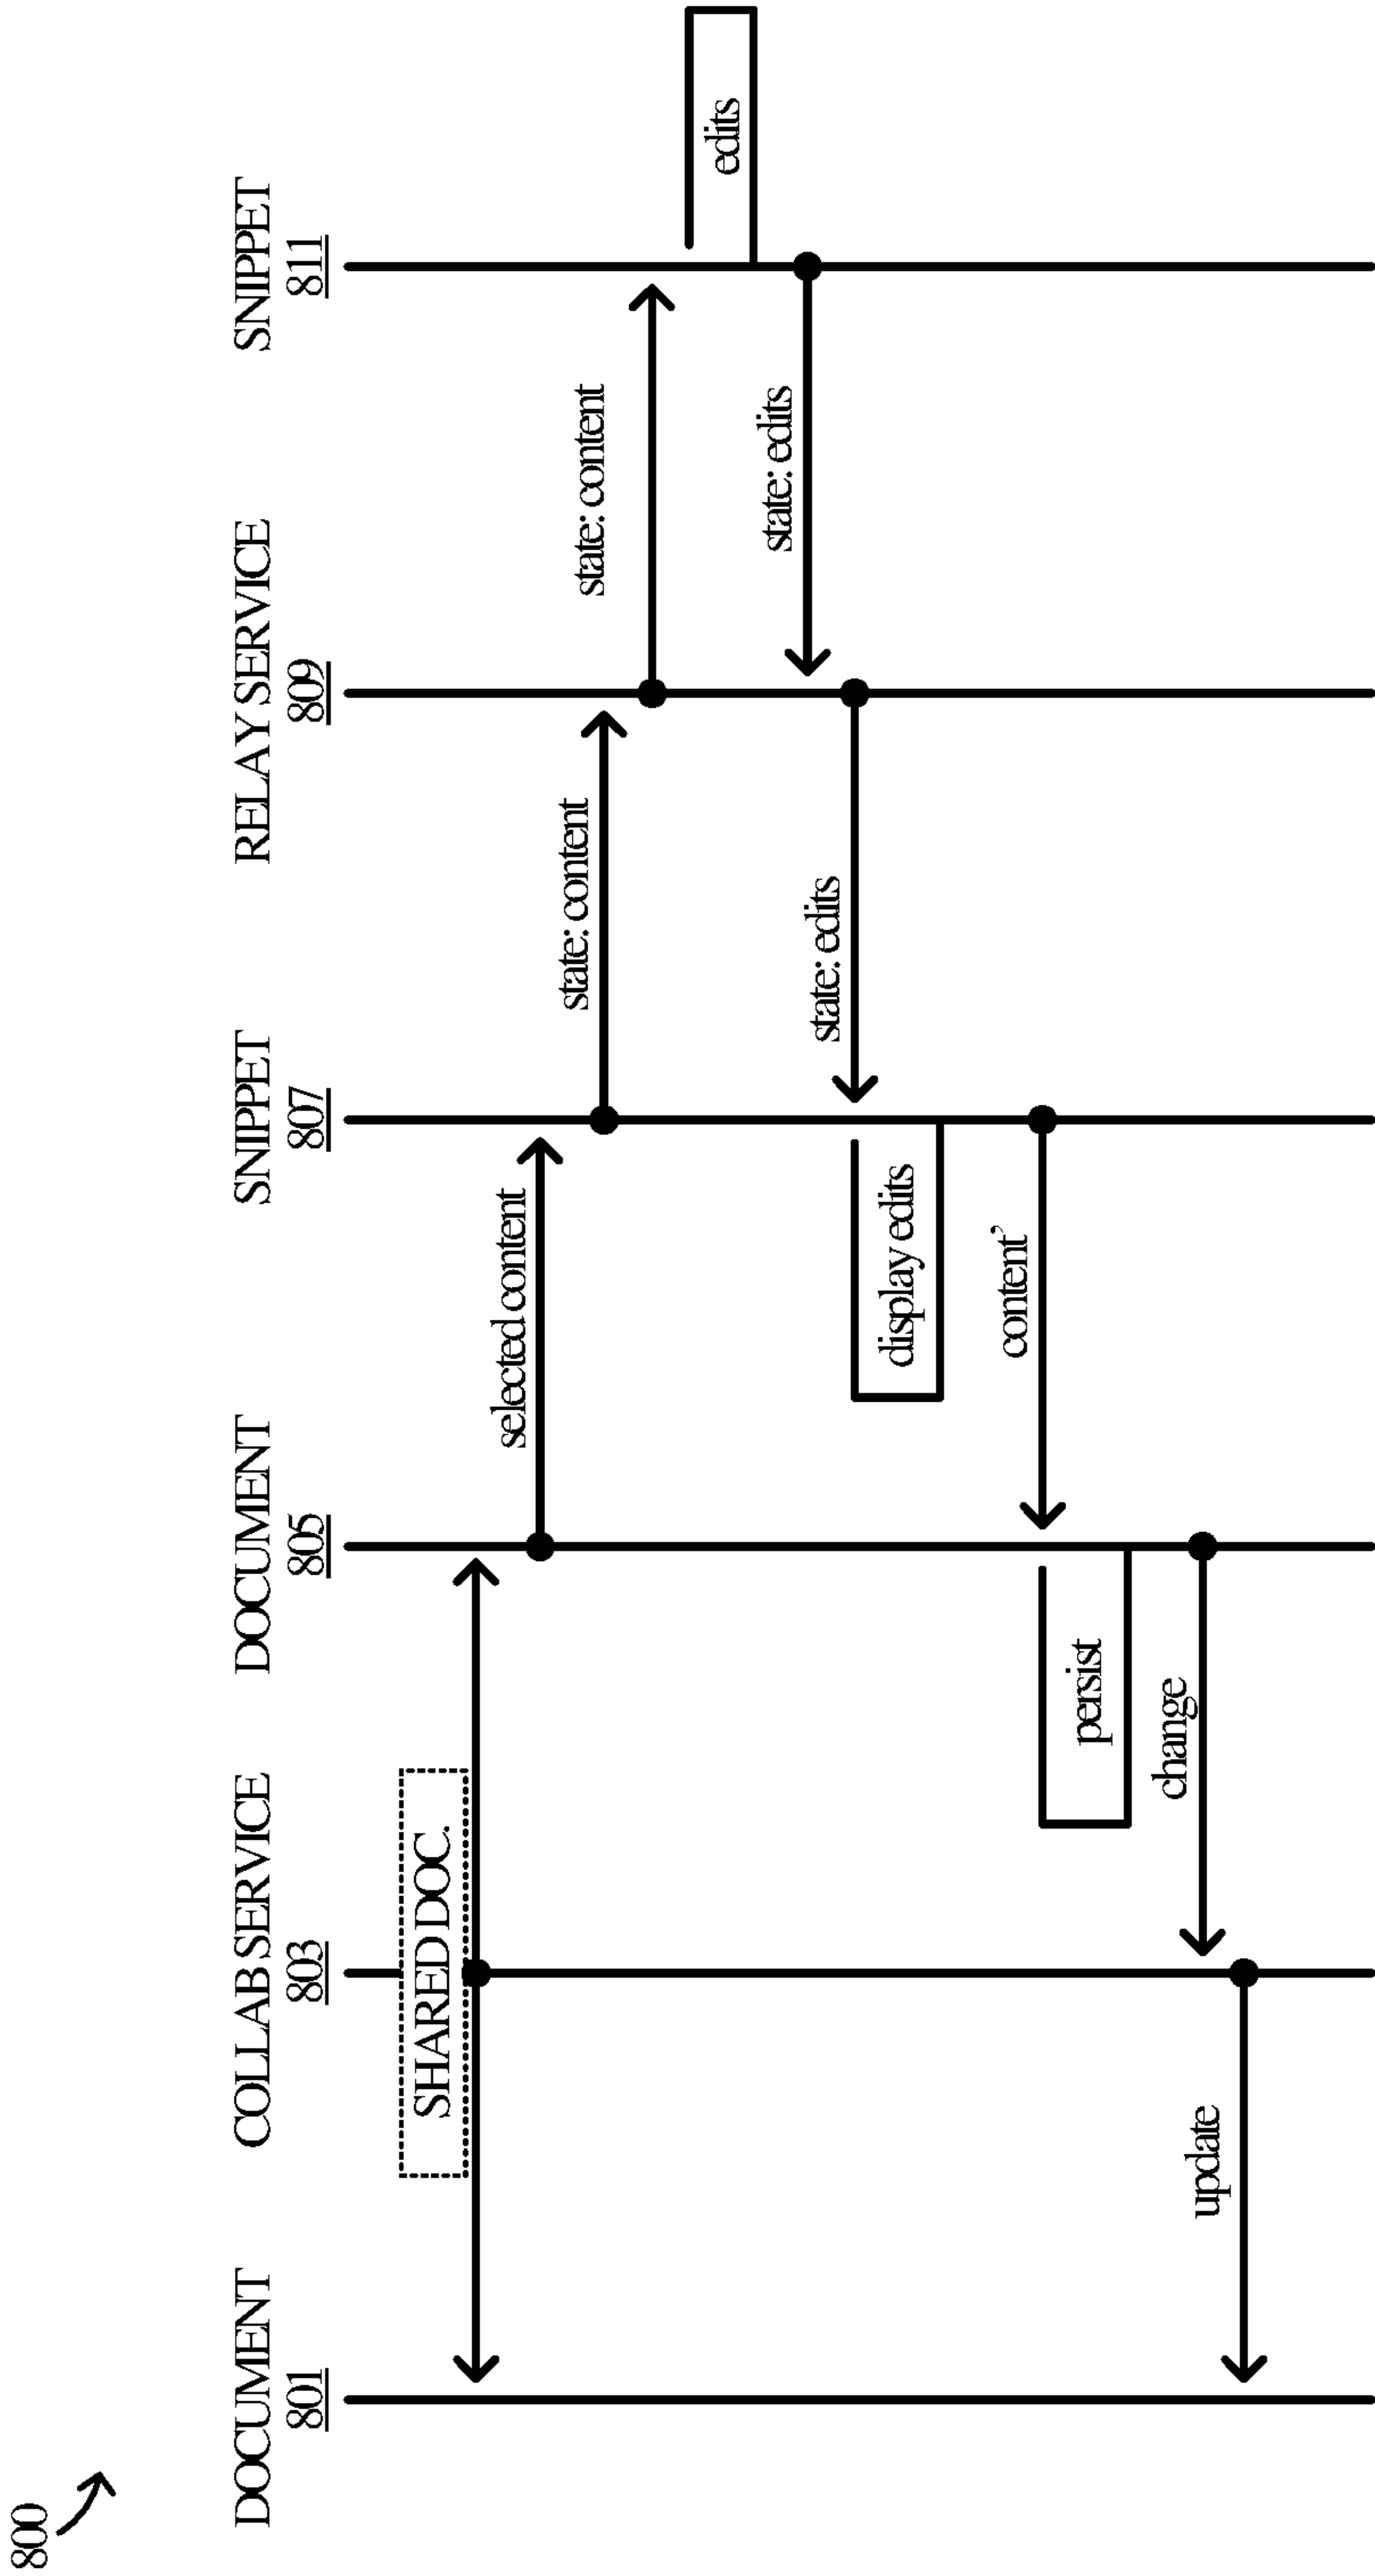 800
DOCUMENT
801
COLLAB SERVICE
803
DOCUMENT
805
SNIPPET
807
RELAY SERVICE
809
SNIPPET
811
SHARED DOC.
selected content
state: content
state: content
edits
state: edits
state: edits
display edits
content’
persist
change
update